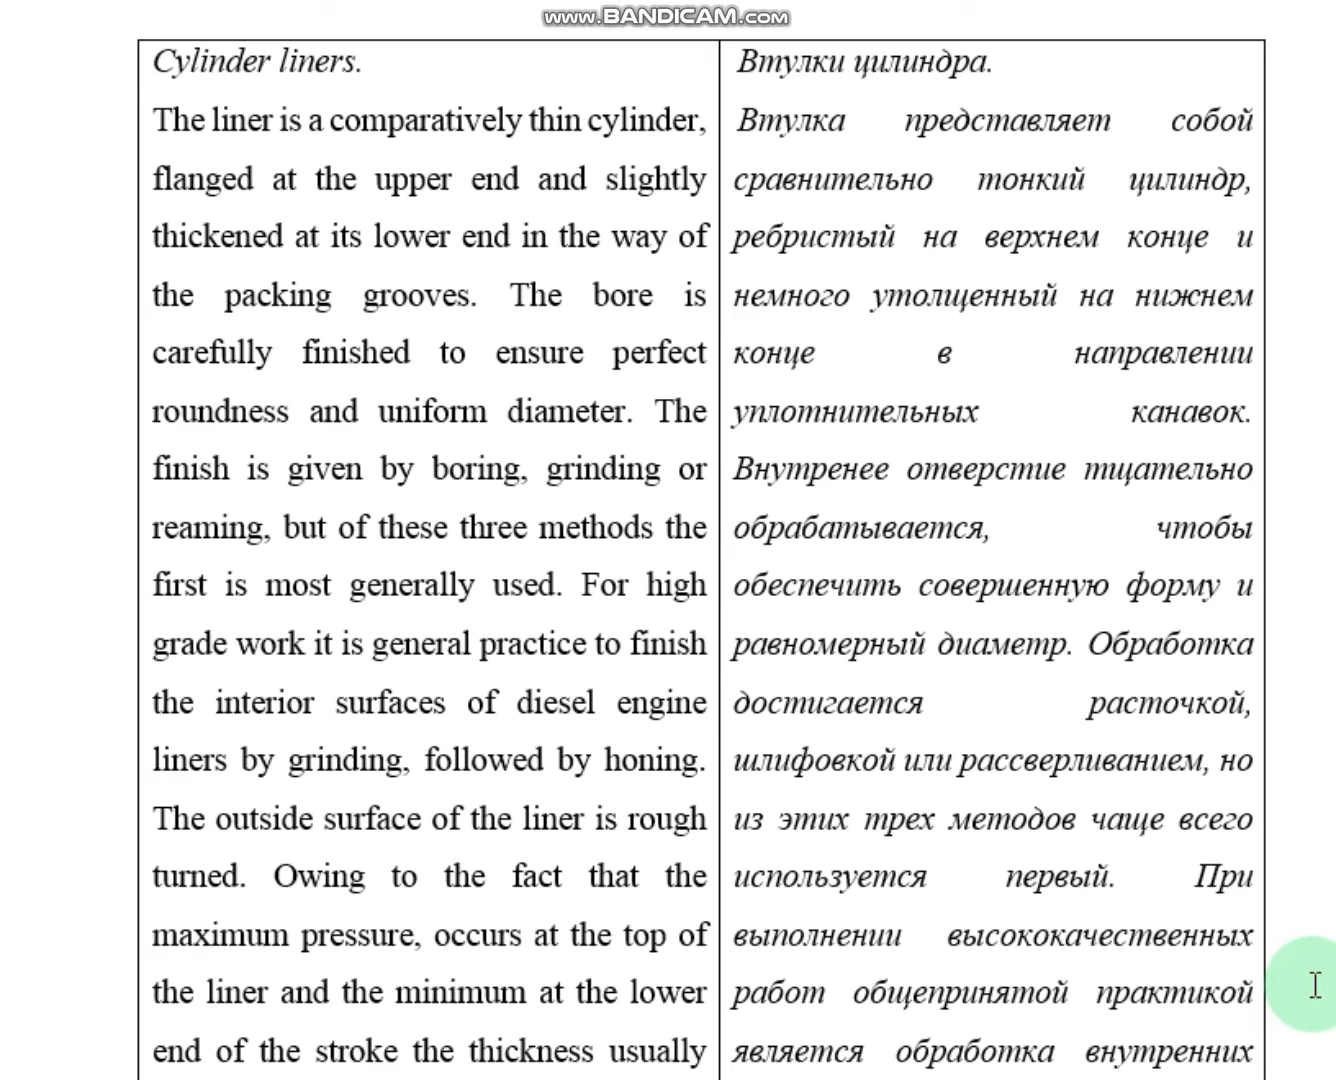 www.BANDICAM.com
Cylinder liners.
The liner is a comparatively thin cylinder,
flanged at the upper end and slightly
thickened at its lower end in the way of
the packing grooves. The bore is
carefully finished to ensure perfect
roundness and uniform diameter. The
finish is given by boring, grinding or
reaming, but of these three methods the
first is most generally used. For high
grade work it is general practice to finish
the interior surfaces of diesel engine
liners by grinding, followed by honing.
The outside surface of the liner is rough
turned. Owing to the fact that the
maximum pressure, occurs at the top of
the liner and the minimum at the lower
end of the stroke the thickness usually
Втулки цилиндра.
Втулка представляет собой
сравнительно тонкий цилиндр,
ребристый на верхнем конце и
немного утолщенный на нижнем
конце в направлении
уплотнительных канавок.
Внутренее отверстие тщательно
обрабатывается, чтобы
обеспечить совершенную форму и
равномерный диаметр. Обработка
достигается расточкой,
шлифовкой или рассверливанием, но
из этих трех методов чаще всего
используется первый. При
выполнении высококачественных
работ общепринятой практикой
является обработка внутренних